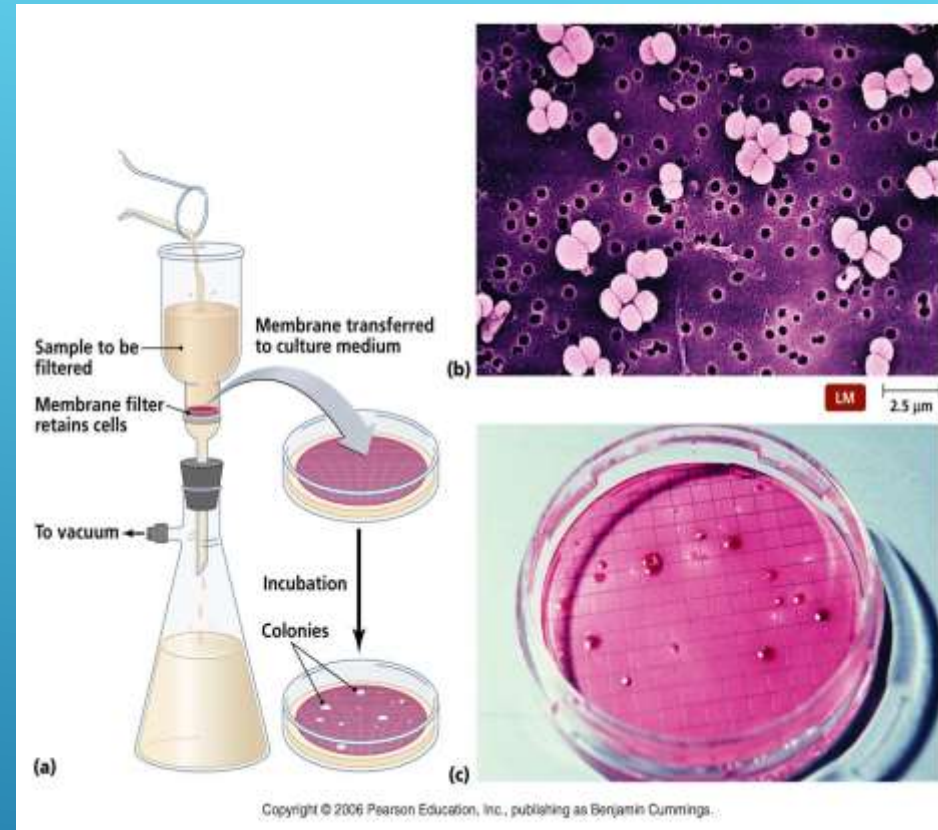 Sample to be
filtered
Membrane filter
retains cells
To vacuum
Membrane transferred
to culture medium
Incubation
Colonies
(a)
(b)
LM
2.5 µm
(c)
Copyright © 2006 Pearson Education, Inc., publishing as Benjamin Cummings.